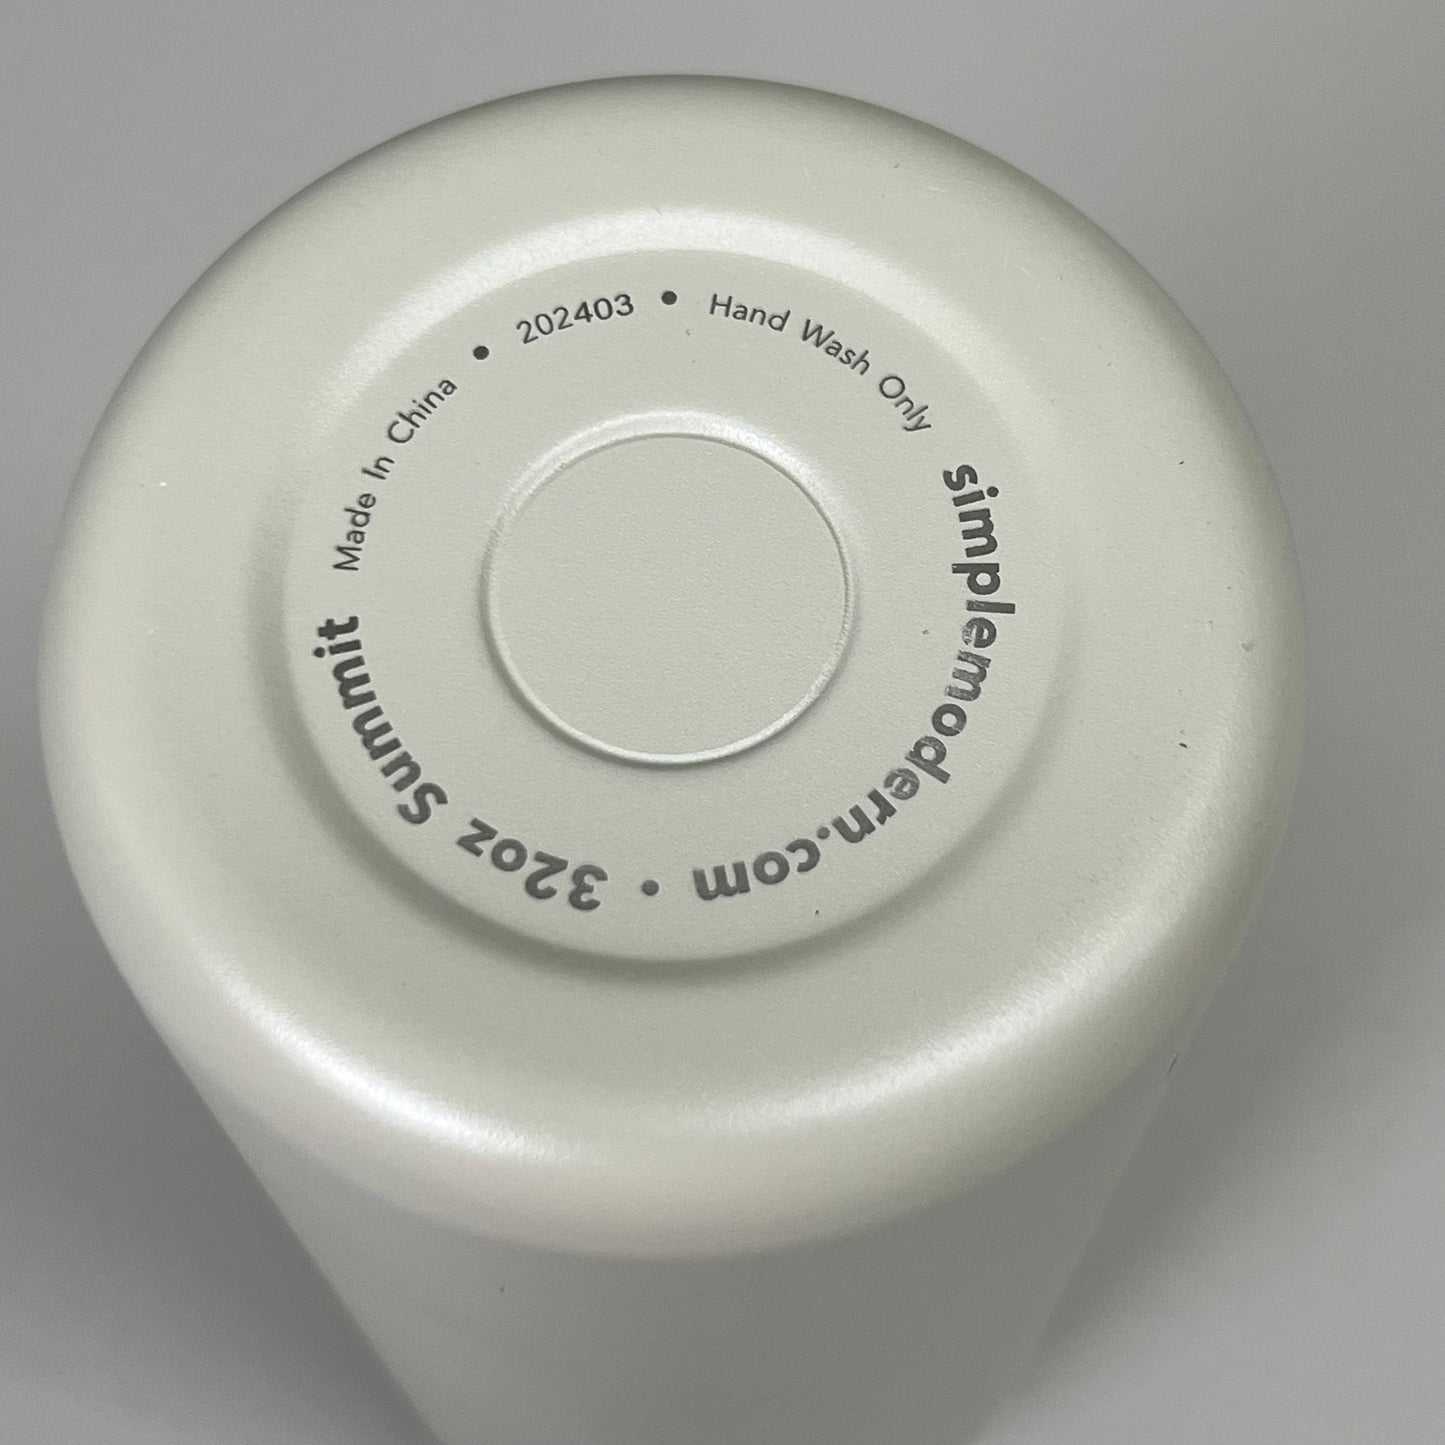 Made In China • 202403 • Hand Wash Only
simplemodern.com • 32oz Summit